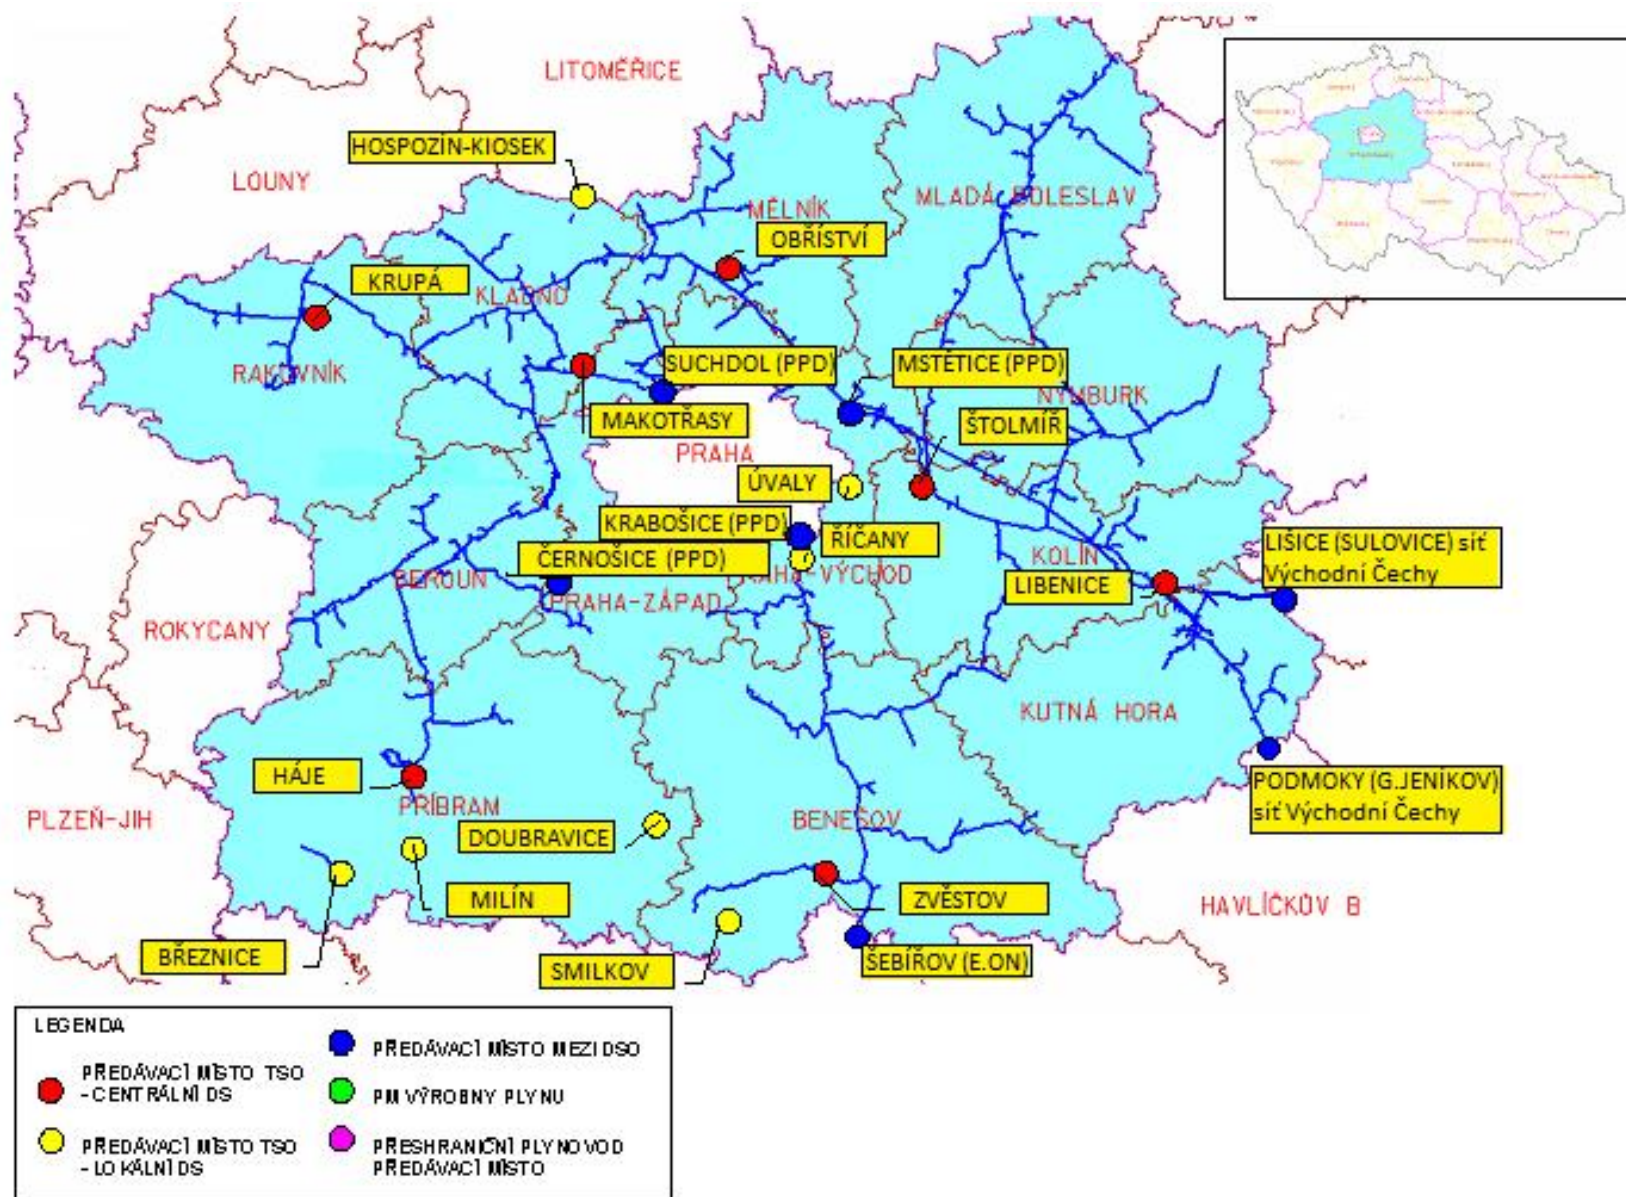 LITOMĚŘICE
HOSPOZÍN-KIOSEK
LOUNY
MLADÁ BOLESLAV
MĚLNÍK
OBŘÍSTVÍ
KRUPÁ
KLADNO
RAKOVNÍK
SUCHDOL (PPD)
MSTĚTICE (PPD)
NYMBURK
MAKOTŘASY
ŠTOLMÍŘ
PRAHA
ÚVALY
KRABOŠICE (PPD)
ŘÍČANY
LIŠICE (SULOVICE) síť
Východní Čechy
KOLÍN
ČERNOŠICE (PPD)
BEROUN
PRAHA-VÝCHOD
LIBENICE
PRAHA-ZÁPAD
ROKYCANY
KUTNÁ HORA
HÁJE
PODMOKY (G.JENÍKOV)
síť Východní Čechy
PŘÍBRAM
PLZEŇ-JIH
DOUBRAVICE
BENEŠOV
MILÍN
ZVĚSTOV
HAVLÍČKŮV B
BŘEZNICE
SMILKOV
ŠEBÍŘOV (E.ON)
LEGENDA
PŘEDÁVACÍ MÍSTO TSO
- CENTRÁLNÍ DS
PŘEDÁVACÍ MÍSTO TSO
- LOKÁLNÍ DS
PŘEDÁVACÍ MÍSTO MEZI DSO
PM VÝROBNY PLYNU
PŘESHRANIČNÍ PLYNOVOD
PŘEDÁVACÍ MÍSTO